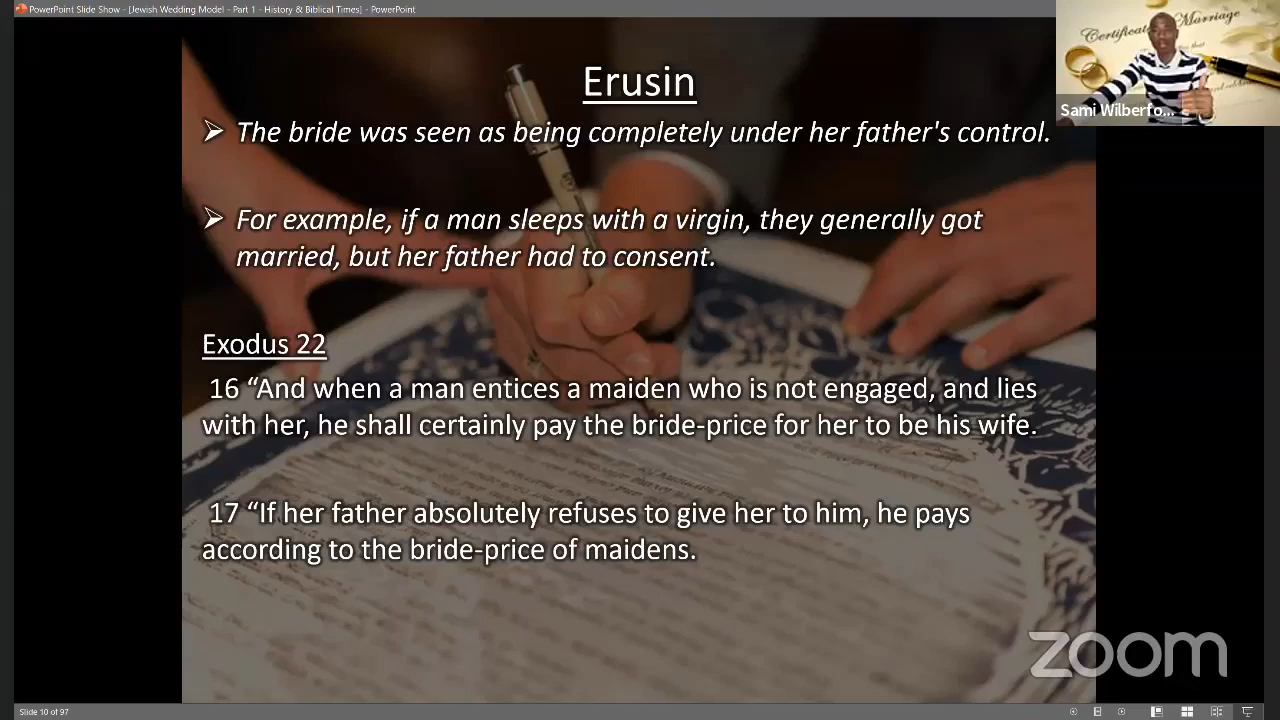 PowerPoint Slide Show - [Jewish Wedding Model - Part 1 - History & Biblical Times] - PowerPoint
Certificate Marriage
Sami Wilberfo...
Erusin
➢ The bride was seen as being completely under her father's control.
➢ For example, if a man sleeps with a virgin, they generally got
married, but her father had to consent.
Exodus 22
16 “And when a man entices a maiden who is not engaged, and lies
with her, he shall certainly pay the bride-price for her to be his wife.
17 “If her father absolutely refuses to give her to him, he pays
according to the bride-price of maidens.
zoom
Slide 10 of 97